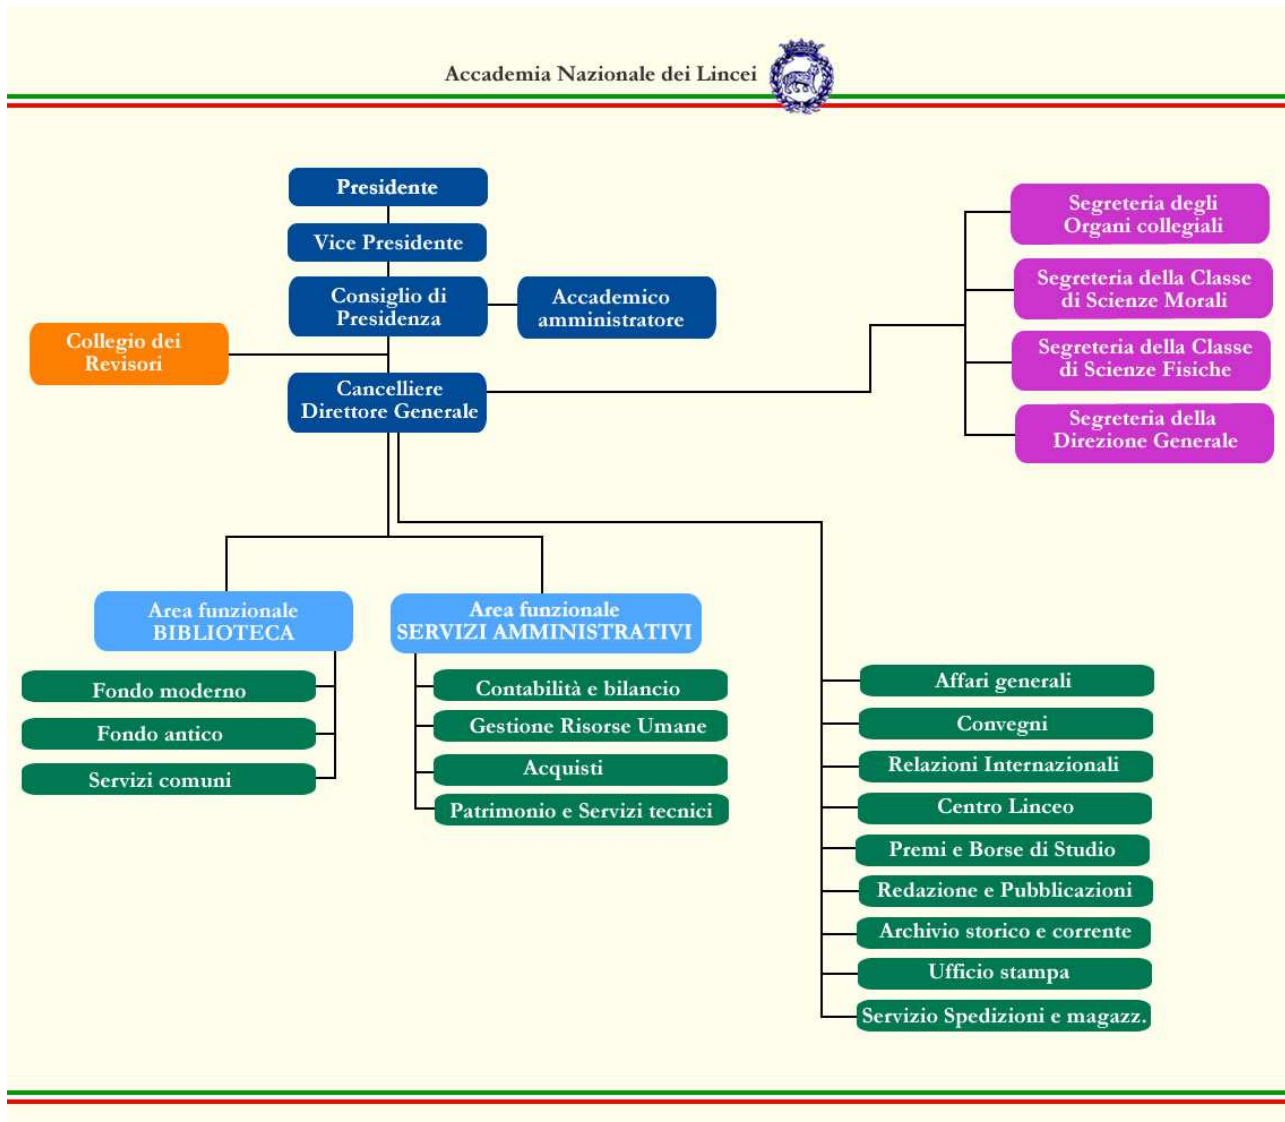 Accademia Nazionale dei Lincei
Presidente
Vice Presidente
Consiglio di
Presidenza
Accademico
amministratore
Collegio dei
Revisori
Cancelliere
Direttore Generale
Segreteria degli
Organi collegiali
Segreteria della Classe
di Scienze Morali
Segreteria della Classe
di Scienze Fisiche
Segreteria della
Direzione Generale
Area funzionale
BIBLIOTECA
Fondo moderno
Fondo antico
Servizi comuni
Area funzionale
SERVIZI AMMINISTRATIVI
Contabilità e bilancio
Gestione Risorse Umane
Acquisti
Patrimonio e Servizi tecnici
Affari generali
Convegni
Relazioni Internazionali
Centro Linceo
Premi e Borse di Studio
Redazione e Pubblicazioni
Archivio storico e corrente
Ufficio stampa
Servizio Spedizioni e magazz.